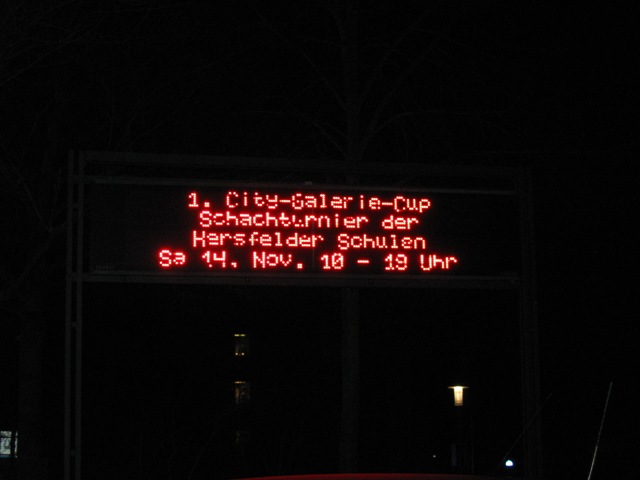 1. City-Galerie-Cup
Schachturnier der
Hersfelder Schulen
Sa 14. Nov. 10 - 19 Uhr